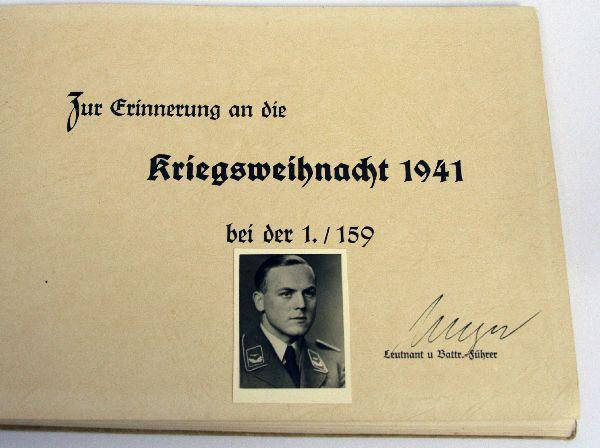 Zur Erinnerung an die
Kriegsweihnacht 1941
bei der 1./159
Leutnant u Battr.-Führer